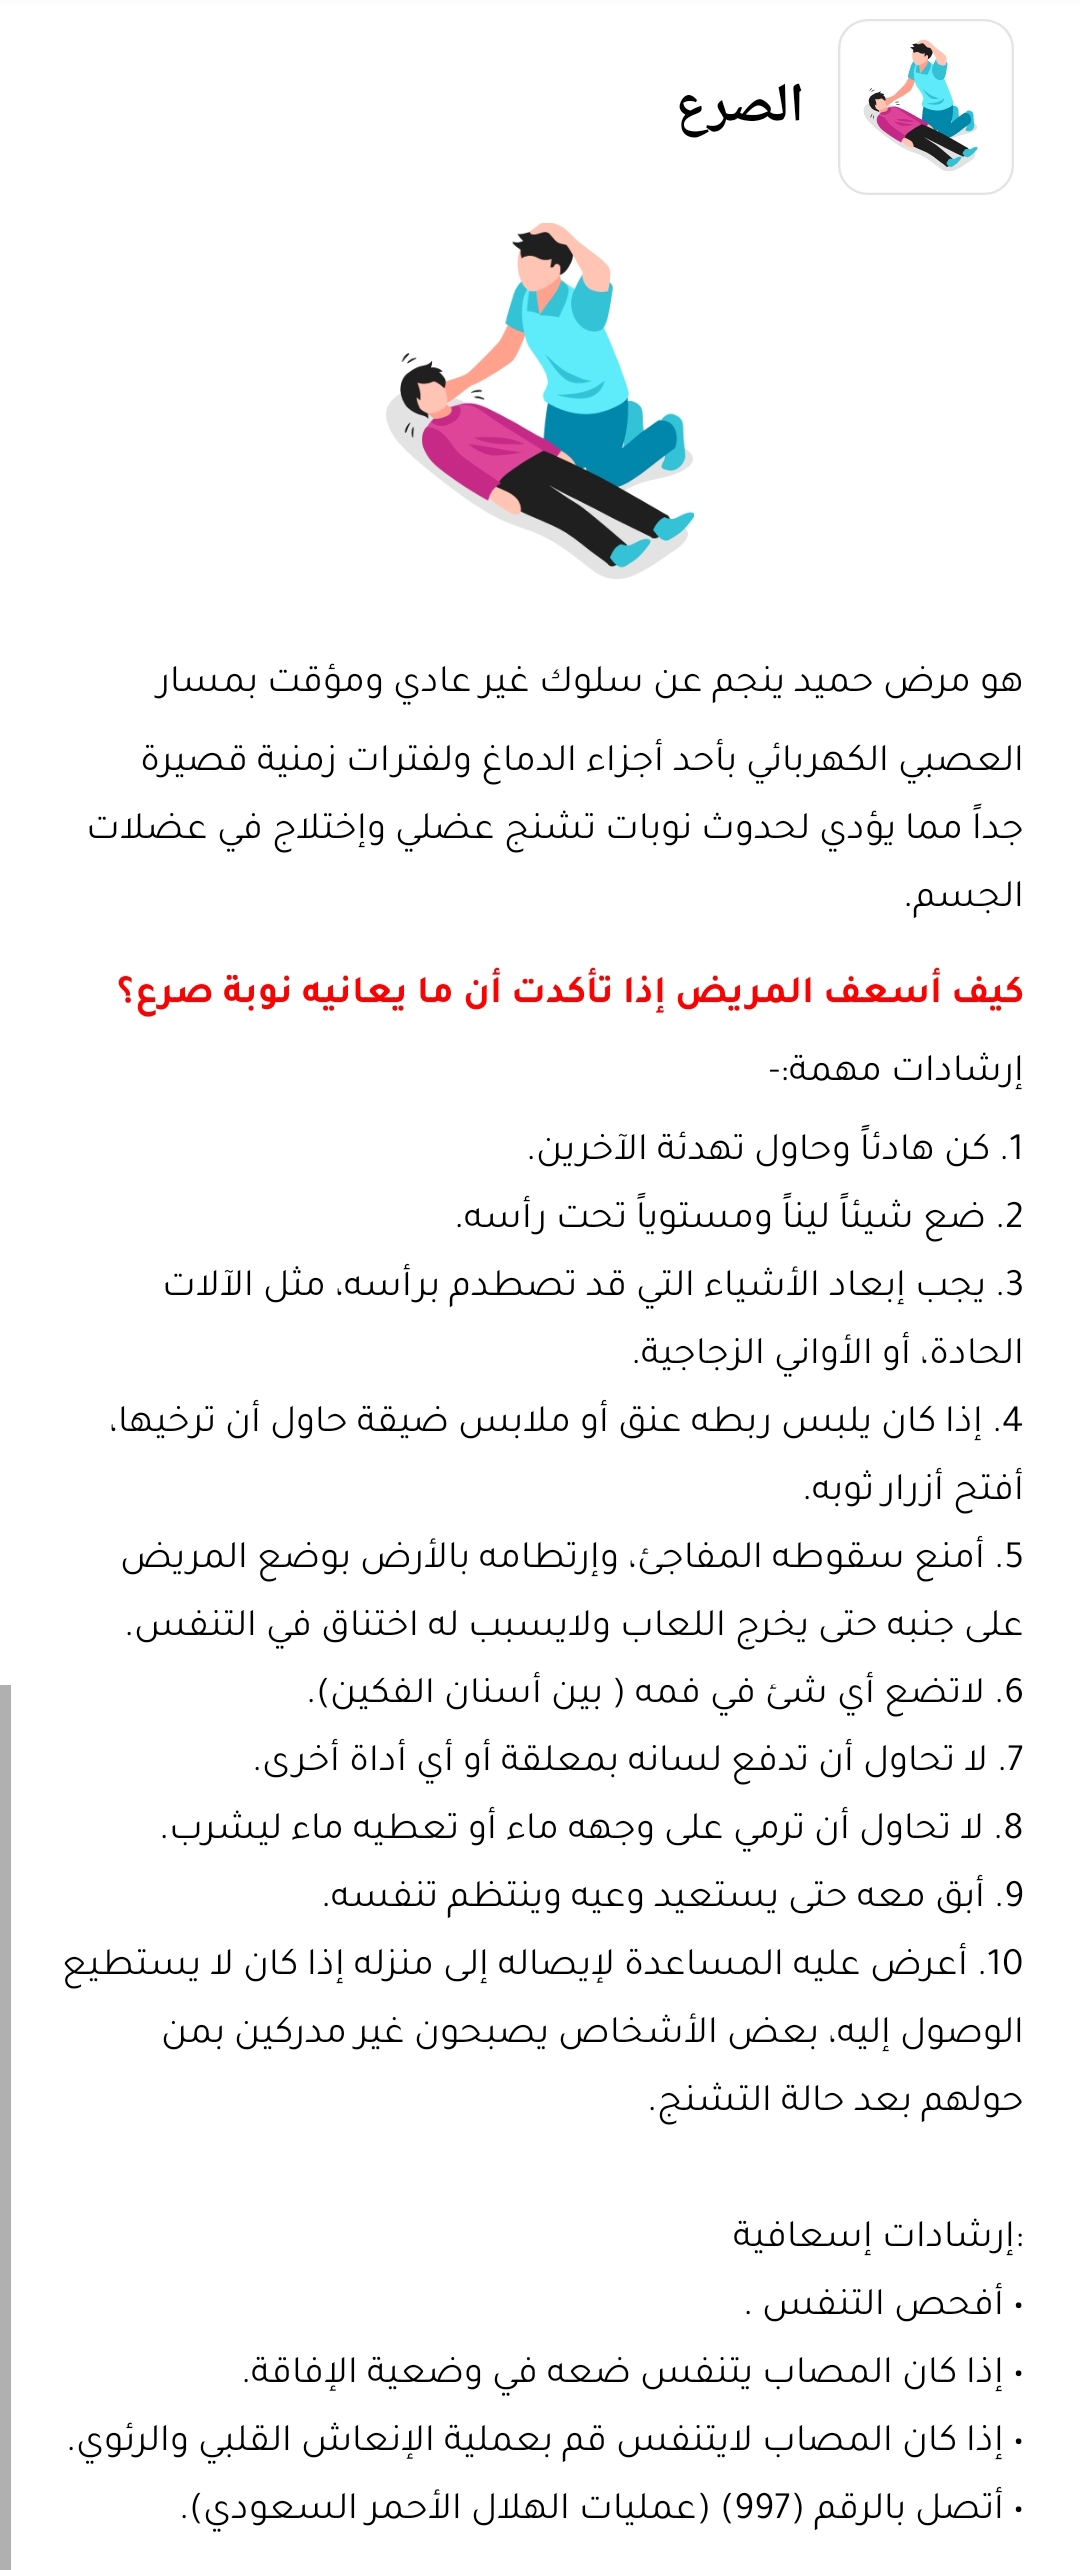 الصرع
هو مرض حميد ينجم عن سلوك غير عادي ومؤقت بمسار
العصبي الكهربائي بأحد أجزاء الدماغ ولفترات زمنية قصيرة
جداً مما يؤدي لحدوث نوبات تشنج عضلي وإختلاج في عضلات
الجسم.
كيف أسعف المريض إذا تأكدت أن ما يعانيه نوبة صرع؟
إرشادات مهمة:-
1. كن هادئاً وحاول تهدئة الآخرين.
2. ضع شيئاً ليناً ومستوياً تحت رأسه.
3. يجب إبعاد الأشياء التي قد تصطدم برأسه، مثل الآلات
الحادة، أو الأواني الزجاجية.
4. إذا كان يلبس ربطه عنق أو ملابس ضيقة حاول أن ترخيها،
أفتح أزرار ثوبه.
5. أمنع سقوطه المفاجئ، وإرتطامه بالأرض بوضع المريض
على جنبه حتى يخرج اللعاب ولايسبب له اختناق في التنفس.
6. لاتضع أي شئ في فمه ( بين أسنان الفكين).
7. لا تحاول أن تدفع لسانه بمعلقة أو أي أداة أخرى.
8. لا تحاول أن ترمي على وجهه ماء أو تعطيه ماء ليشرب.
9. أبق معه حتى يستعيد وعيه وينتظم تنفسه.
10. أعرض عليه المساعدة لإيصاله إلى منزله إذا كان لا يستطيع
الوصول إليه، بعض الأشخاص يصبحون غير مدركين بمن
حولهم بعد حالة التشنج.
:إرشادات إسعافية
• أفحص التنفس .
• إذا كان المصاب يتنفس ضعه في وضعية الإفاقة.
• إذا كان المصاب لايتنفس قم بعملية الإنعاش القلبي والرئوي.
• أتصل بالرقم (997) (عمليات الهلال الأحمر السعودي).